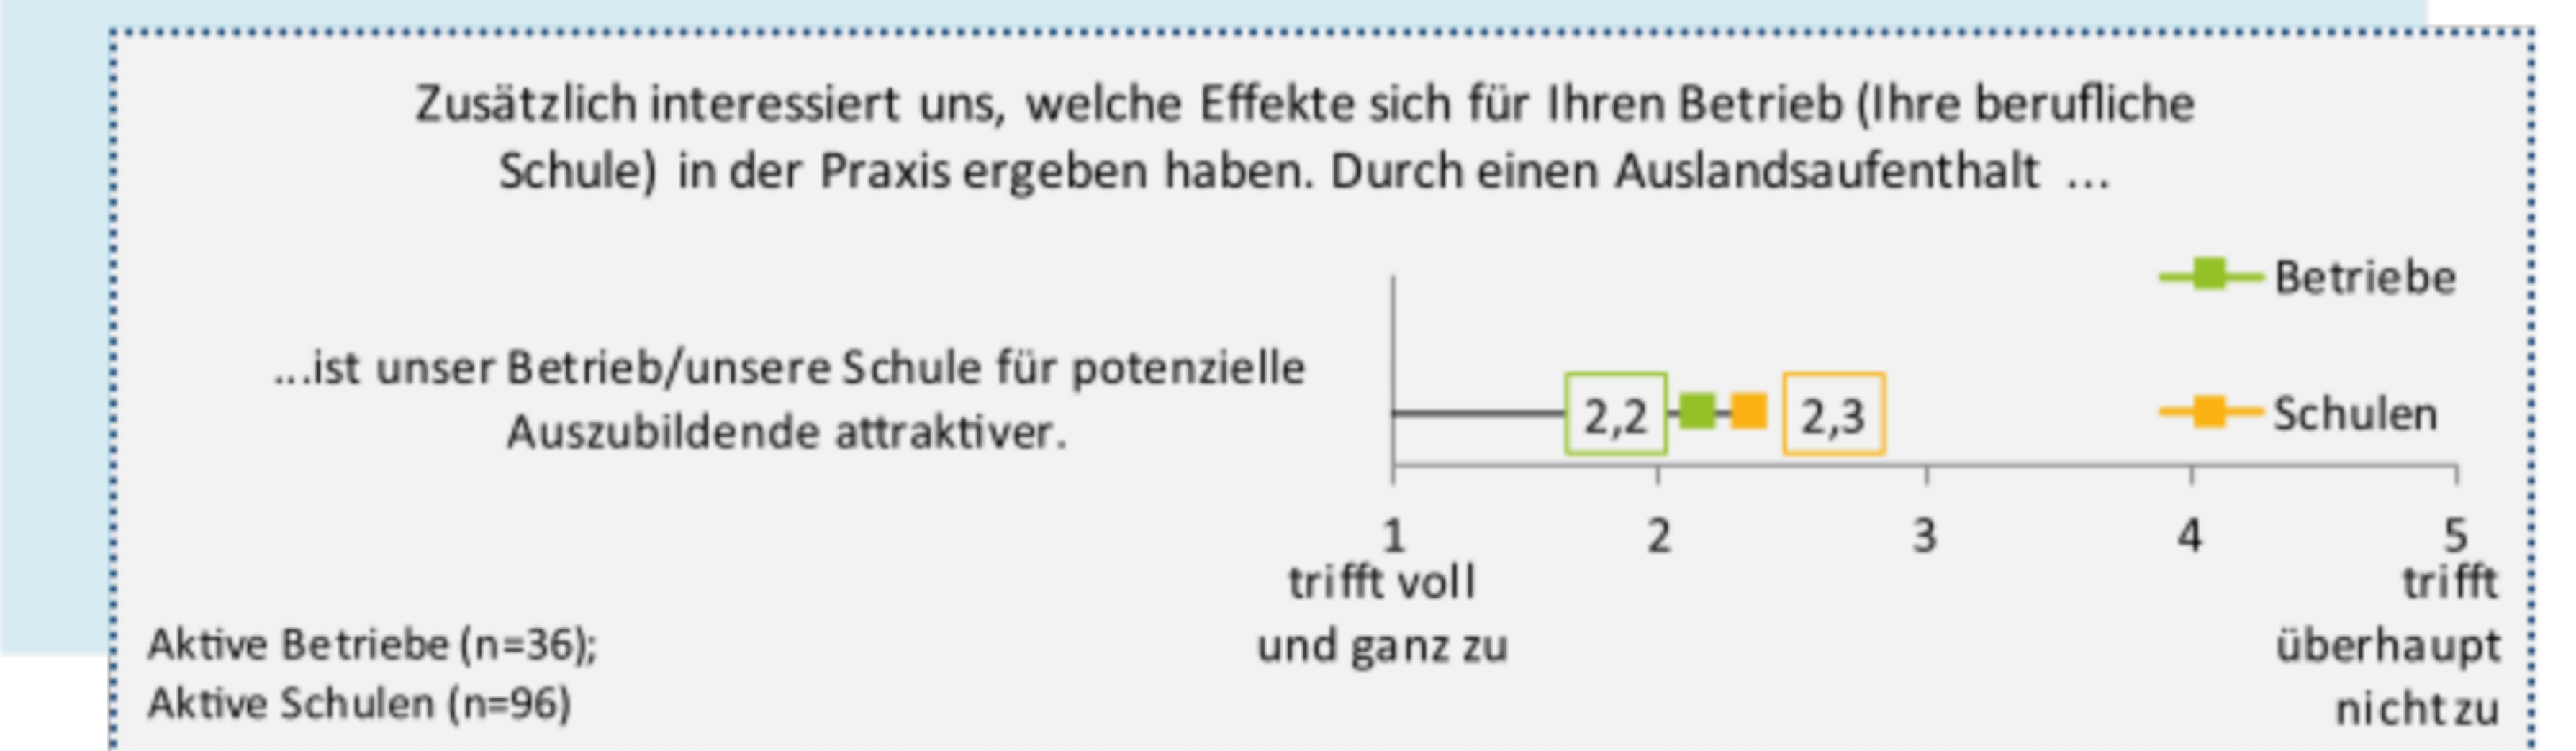 Zusätzlich interessiert uns, welche Effekte sich für Ihren Betrieb (Ihre berufliche
Schule) in der Praxis ergeben haben. Durch einen Auslandsaufenthalt ...
Betriebe
...ist unser Betrieb/unsere Schule für potenzielle
Auszubildende attraktiver.
2,2
2,3
Schulen
1
2
3
4
5
trifft voll
und ganz zu
trifft
überhaupt
nicht zu
Aktive Betriebe (n=36);
Aktive Schulen (n=96)